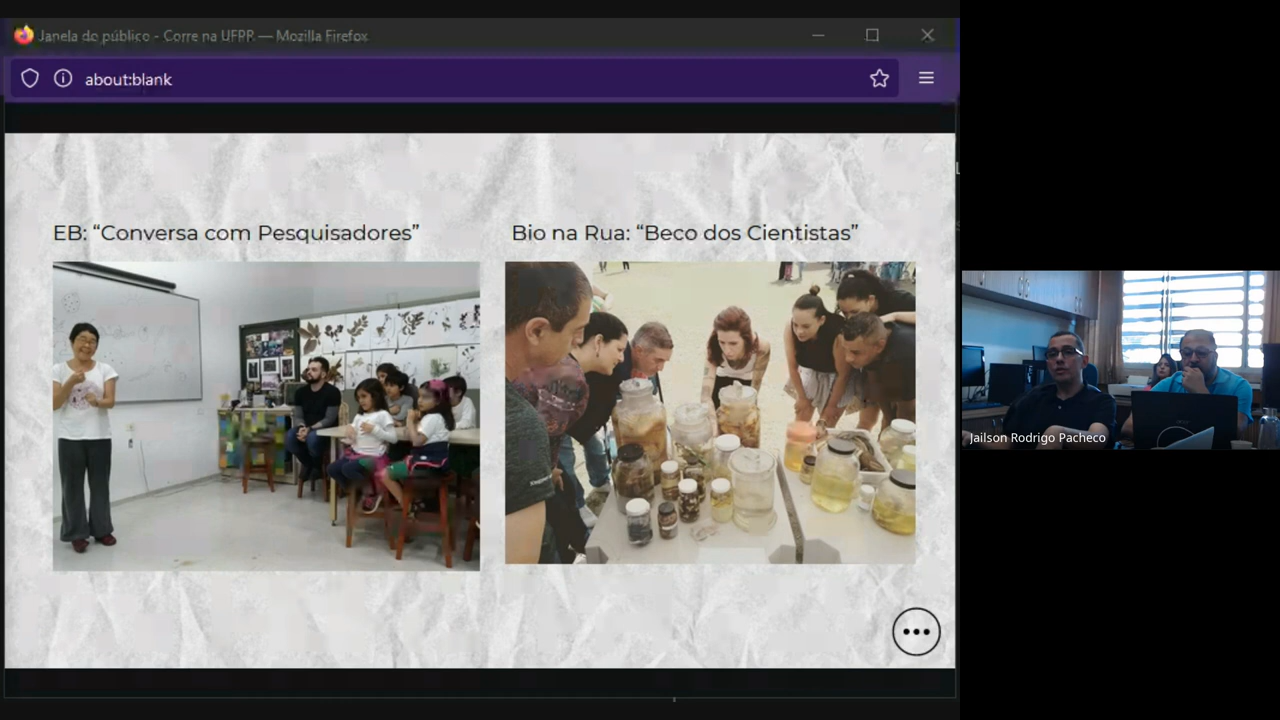 Janela do público - Corre na UFPR — Mozilla Firefox
about:blank
EB: “Conversa com Pesquisadores”
Bio na Rua: “Beco dos Cientistas”
Jailson Rodrigo Pacheco